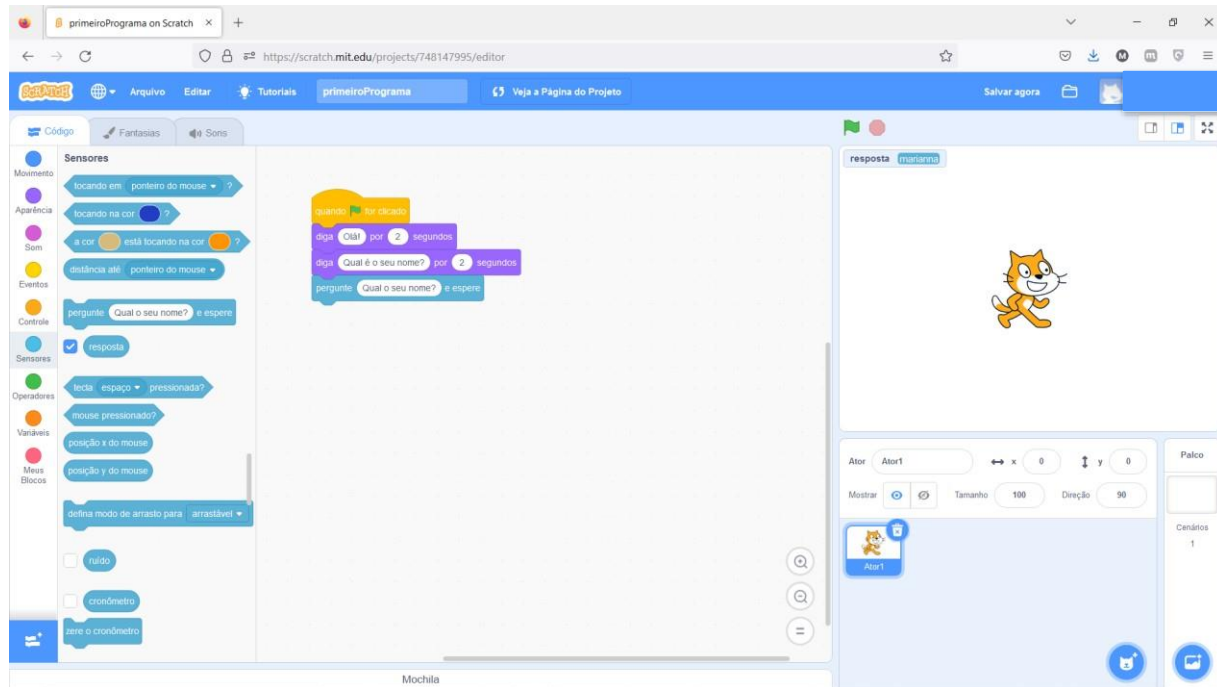 primeiroPrograma on Scratch
https://scratch.mit.edu/projects/748147995/editor
SCRATCH Arquivo Editar Tutoriais primeiroPrograma Veja a Página do Projeto Salvar agora
Código Fantasias Sons
Movimento
Aparência
Som
Eventos
Controle
Sensores
Operadores
Variáveis
Meus
Blocos
Sensores
tocando em ponteiro do mouse ?
tocando na cor ?
a cor está tocando na cor ?
distância até ponteiro do mouse
pergunte Qual o seu nome? e espere
resposta
tecla espaço pressionada?
mouse pressionado?
posição x do mouse
posição y do mouse
defina modo de arrasto para arrastável
ruído
cronômetro
zere o cronômetro
quando for clicado
diga Olá! por 2 segundos
diga Qual é o seu nome? por 2 segundos
pergunte Qual o seu nome? e espere
resposta marianna
Ator Ator1 x 0 y 0
Mostrar Tamanho 100 Direção 90
Ator1
Palco
Cenários
1
Mochila